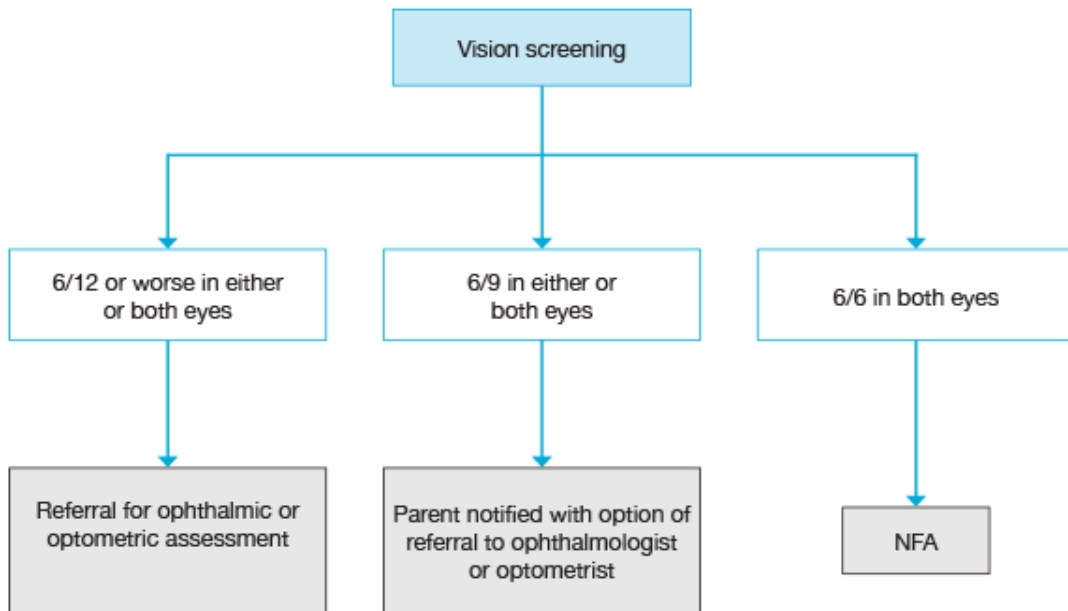 Vision screening
6/12 or worse in either
or both eyes
6/9 in either or
both eyes
6/6 in both eyes
Referral for ophthalmic or
optometric assessment
Parent notified with option of
referral to ophthalmologist
or optometrist
NFA